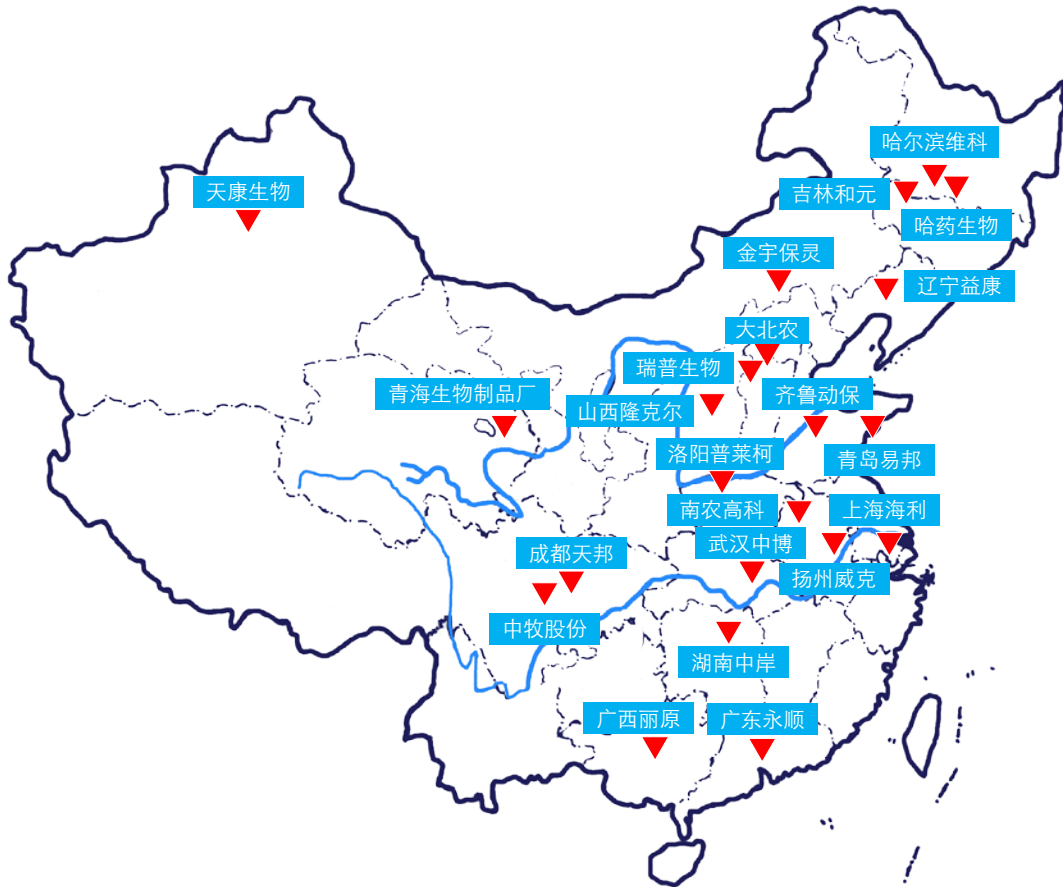 哈尔滨维科
天康生物
吉林和元
哈药生物
金宇保灵
辽宁益康
大北农
瑞普生物
青海生物制品厂
山西隆克尔
齐鲁动保
洛阳普莱柯
青岛易邦
南农高科
上海海利
武汉中博
成都天邦
扬州威克
中牧股份
湖南中岸
广西丽原
广东永顺